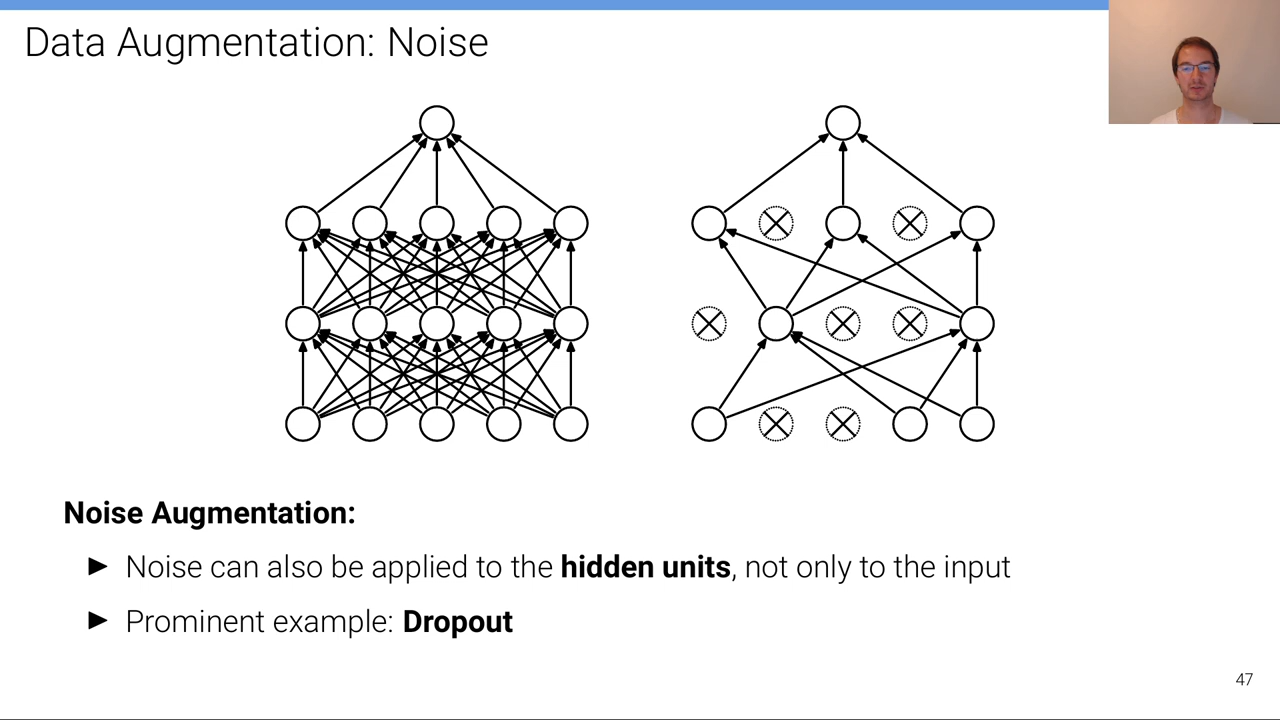 Data Augmentation: Noise
Noise Augmentation:
► Noise can also be applied to the hidden units, not only to the input
► Prominent example: Dropout
47